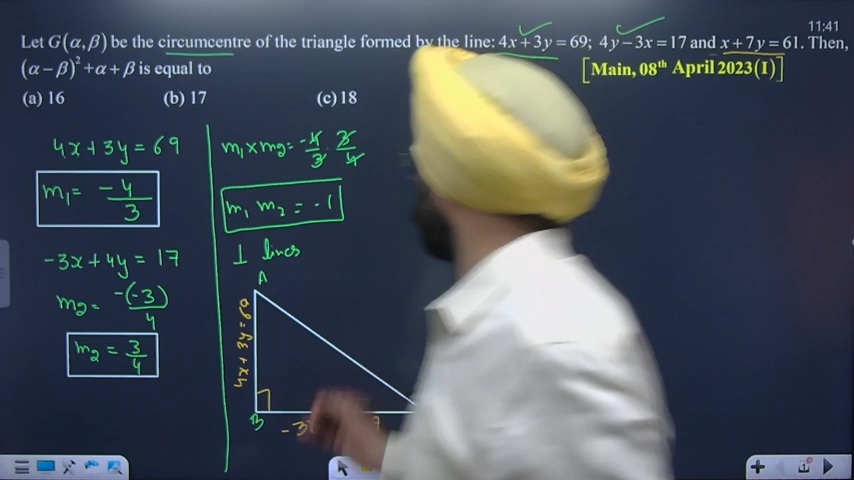 11:41
Let G(α, β) be the circumcentre of the triangle formed by the line: 4x + 3y = 69; 4y − 3x = 17 and x + 7y = 61. Then,
(α − β)² + α + β is equal to
[Main, 08th April 2023 (I)]
(a) 16 (b) 17 (c) 18
4x + 3y = 69
m₁ = -4/3
-3x + 4y = 17
m₂ = -(-3)/4
m₂ = 3/4
m₁ × m₂ = -4/3 · 3/4
m₁ m₂ = -1
⊥ lines
A
4x + 3y = 69
B
-3